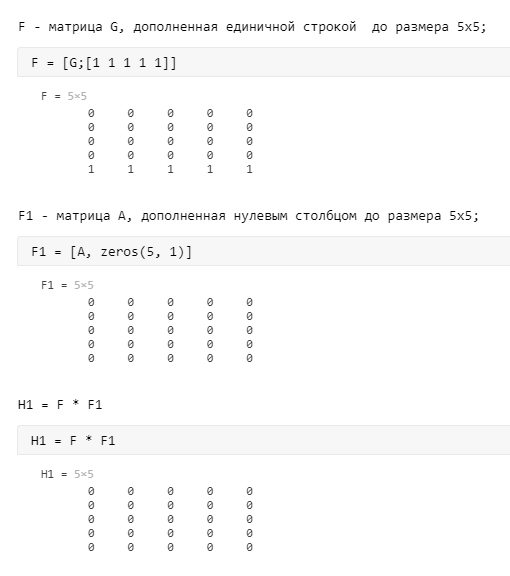 F - матрица G, дополненная единичной строкой  до размера 5x5;
F = [G;[1 1 1 1 1]]
F = 5×5
0 0 0 0 0
0 0 0 0 0
0 0 0 0 0
0 0 0 0 0
1 1 1 1 1
F1 - матрица A, дополненная нулевым столбцом до размера 5x5;
F1 = [A, zeros(5, 1)]
F1 = 5×5
0 0 0 0 0
0 0 0 0 0
0 0 0 0 0
0 0 0 0 0
0 0 0 0 0
H1 = F * F1
H1 = F * F1
H1 = 5×5
0 0 0 0 0
0 0 0 0 0
0 0 0 0 0
0 0 0 0 0
0 0 0 0 0